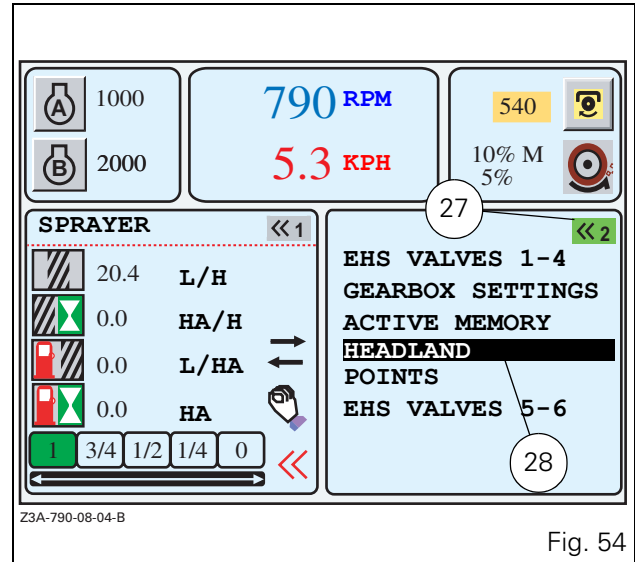 A 1000
B 2000
790 RPM
5.3 KPH
540
10% M
5%
27
SPRAYER « 1
« 2
20.4 L/H
0.0 HA/H
0.0 L/HA
0.0 HA
1 3/4 1/2 1/4 0
EHS VALVES 1-4
GEARBOX SETTINGS
ACTIVE MEMORY
HEADLAND
POINTS
EHS VALVES 5-6
28
Z3A-790-08-04-B
Fig. 54